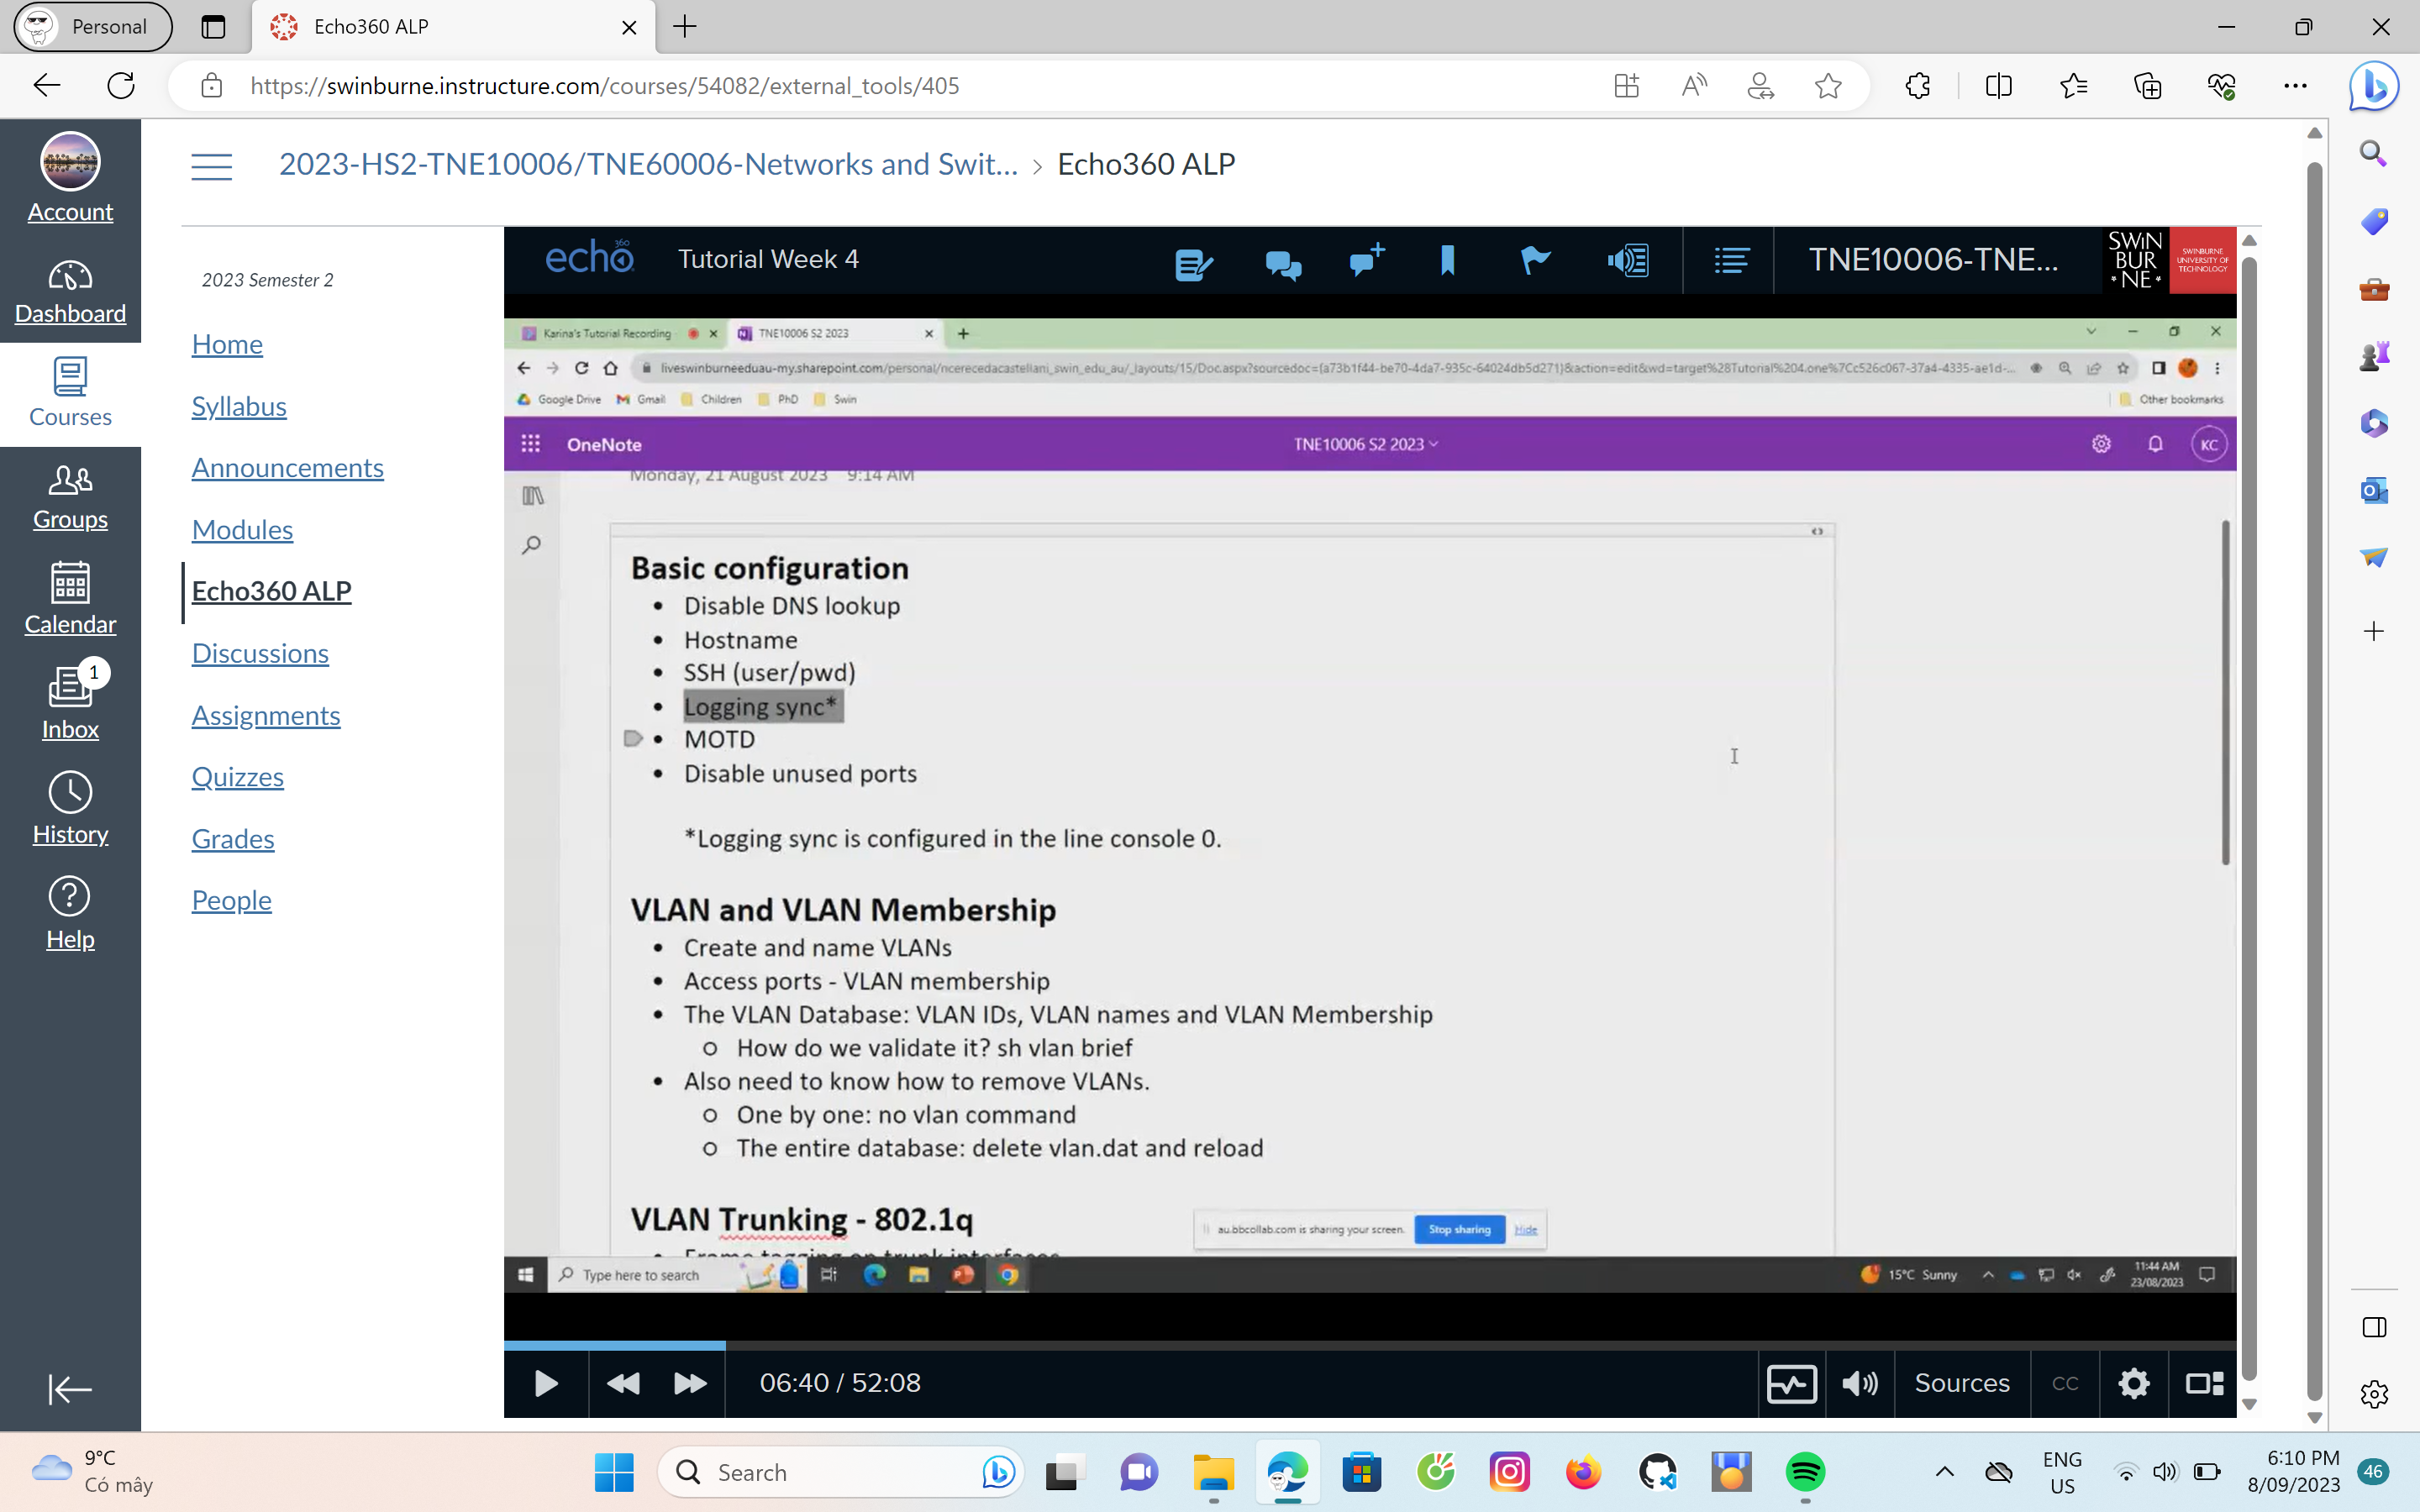 Personal
Echo360 ALP
https://swinburne.instructure.com/courses/54082/external_tools/405
Account
Dashboard
Courses
Groups
Calendar
1
Inbox
History
Help
2023-HS2-TNE10006/TNE60006-Networks and Swit... › Echo360 ALP
2023 Semester 2
Home
Syllabus
Announcements
Modules
Echo360 ALP
Discussions
Assignments
Quizzes
Grades
People
echo 360
Tutorial Week 4
TNE10006-TNE...
SWIN
BUR
*NE*
SWINBURNE
UNIVERSITY OF
TECHNOLOGY
Karina's Tutorial Recording
TNE10006 S2 2023
liveswinburneeduau-my.sharepoint.com/personal/ncerecedacastellani_swin_edu_au/_layouts/15/Doc.aspx?sourcedoc={a73b1f44-be70-4da7-935c-64024db5d271}&action=edit&wd=target%28Tutorial%204.one%7Cc526c067-37a4-4335-ae1d-...
Google Drive
Gmail
Children
PhD
Swin
Other bookmarks
OneNote
TNE10006 S2 2023
KC
Monday, 21 August 2023 9:14 AM
Basic configuration
• Disable DNS lookup
• Hostname
• SSH (user/pwd)
• Logging sync*
• MOTD
• Disable unused ports
*Logging sync is configured in the line console 0.
VLAN and VLAN Membership
• Create and name VLANs
• Access ports - VLAN membership
• The VLAN Database: VLAN IDs, VLAN names and VLAN Membership
o How do we validate it? sh vlan brief
• Also need to know how to remove VLANs.
o One by one: no vlan command
o The entire database: delete vlan.dat and reload
VLAN Trunking - 802.1q
• Frame tagging on trunk interfaces
au.bbcollab.com is sharing your screen.
Stop sharing
Hide
Type here to search
15°C Sunny
11:44 AM
23/08/2023
06:40 / 52:08
Sources
CC
9°C
Có mây
Search
ENG
US
6:10 PM
8/09/2023
46